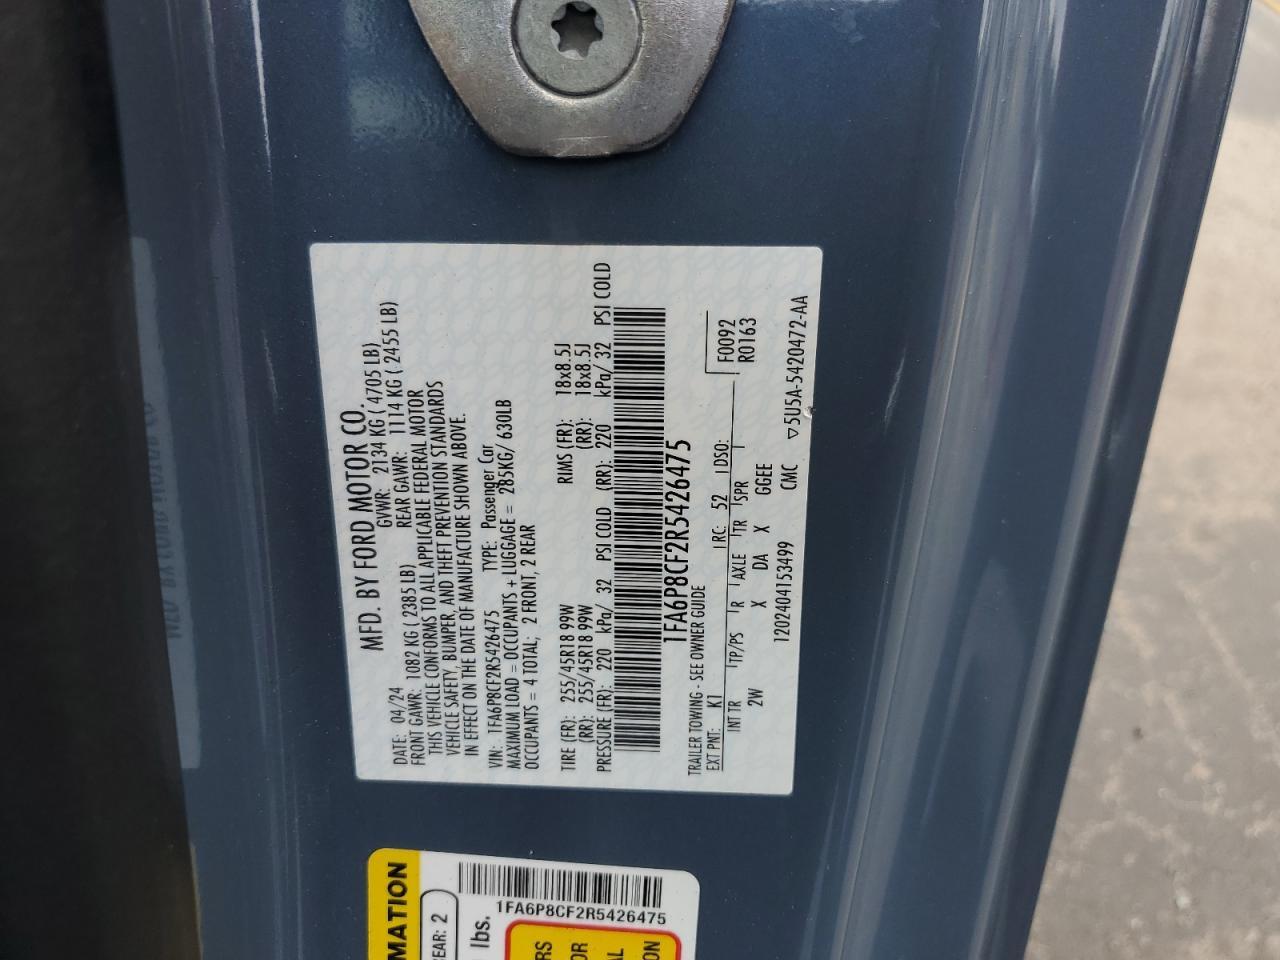 MFD. BY FORD MOTOR CO.
DATE: 04/24 GVWR: 2134 KG ( 4705 LB)
FRONT GAWR: 1082 KG ( 2385 LB) REAR GAWR: 1114 KG ( 2455 LB)
THIS VEHICLE CONFORMS TO ALL APPLICABLE FEDERAL MOTOR
VEHICLE SAFETY, BUMPER, AND THEFT PREVENTION STANDARDS
IN EFFECT ON THE DATE OF MANUFACTURE SHOWN ABOVE.
VIN: 1FA6P8CF2R5426475 TYPE: Passenger Car
MAXIMUM LOAD = OCCUPANTS + LUGGAGE = 285KG/ 630LB
OCCUPANTS = 4 TOTAL; 2 FRONT, 2 REAR
TIRE (FR): 255/45R18 99W RIMS (FR): 18x8.5J
(RR): 255/45R18 99W (RR): 18x8.5J
PRESSURE (FR): 220 kPa/ 32 PSI COLD (RR): 220 kPa/ 32 PSI COLD
1FA6P8CF2R5426475
TRAILER TOWING - SEE OWNER GUIDE
EXT PNT: K1 RC: 52 DSO: F0092
R0163
INT TR TP/PS R AXLE TR SPR
2W X DA X GGEE
1202404153499 CMC ▽5U5A-5420472-AA
MATION
REAR: 2
lbs.
1FA6P8CF2R5426475
RS
OR
AL
ON